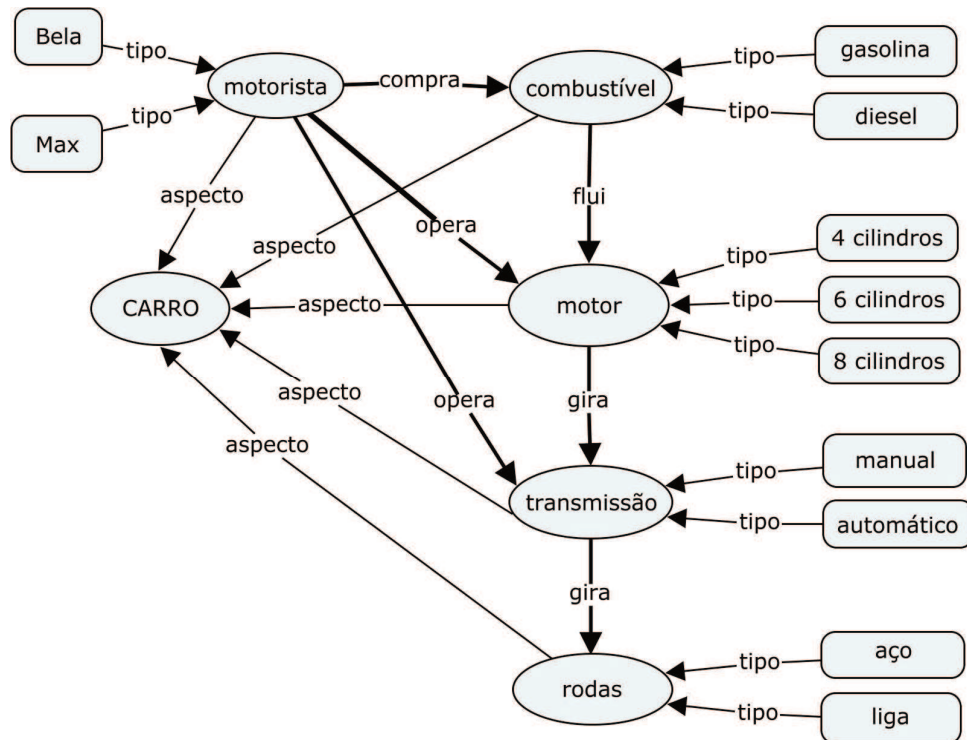 Bela
tipo
motorista
compra
combustível
tipo
gasolina
Max
tipo
tipo
diesel
aspecto
flui
aspecto
opera
tipo
4 cilindros
CARRO
aspecto
motor
tipo
6 cilindros
tipo
8 cilindros
aspecto
opera
gira
aspecto
tipo
manual
transmissão
tipo
automático
gira
tipo
aço
rodas
tipo
liga